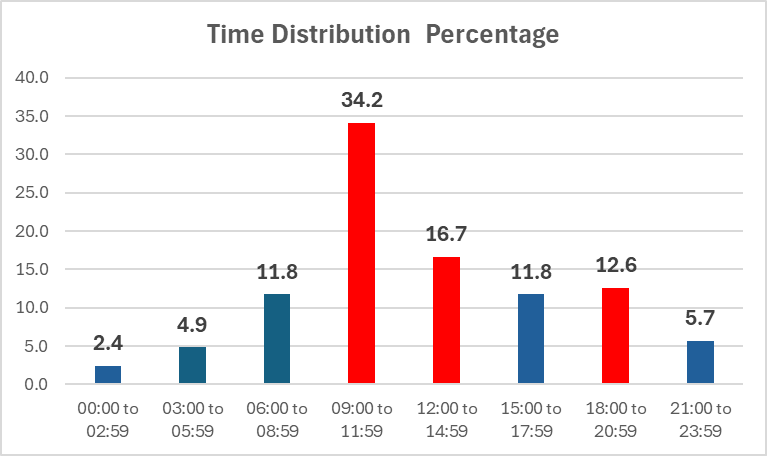 Time Distribution  Percentage
40.0
35.0
30.0
25.0
20.0
15.0
10.0
5.0
0.0
2.4
4.9
11.8
34.2
16.7
11.8
12.6
5.7
00:00 to
02:59
03:00 to
05:59
06:00 to
08:59
09:00 to
11:59
12:00 to
14:59
15:00 to
17:59
18:00 to
20:59
21:00 to
23:59